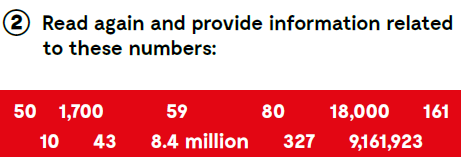 ② Read again and provide information related
to these numbers:
50 1,700 59 80 18,000 161
10 43 8.4 million 327 9,161,923